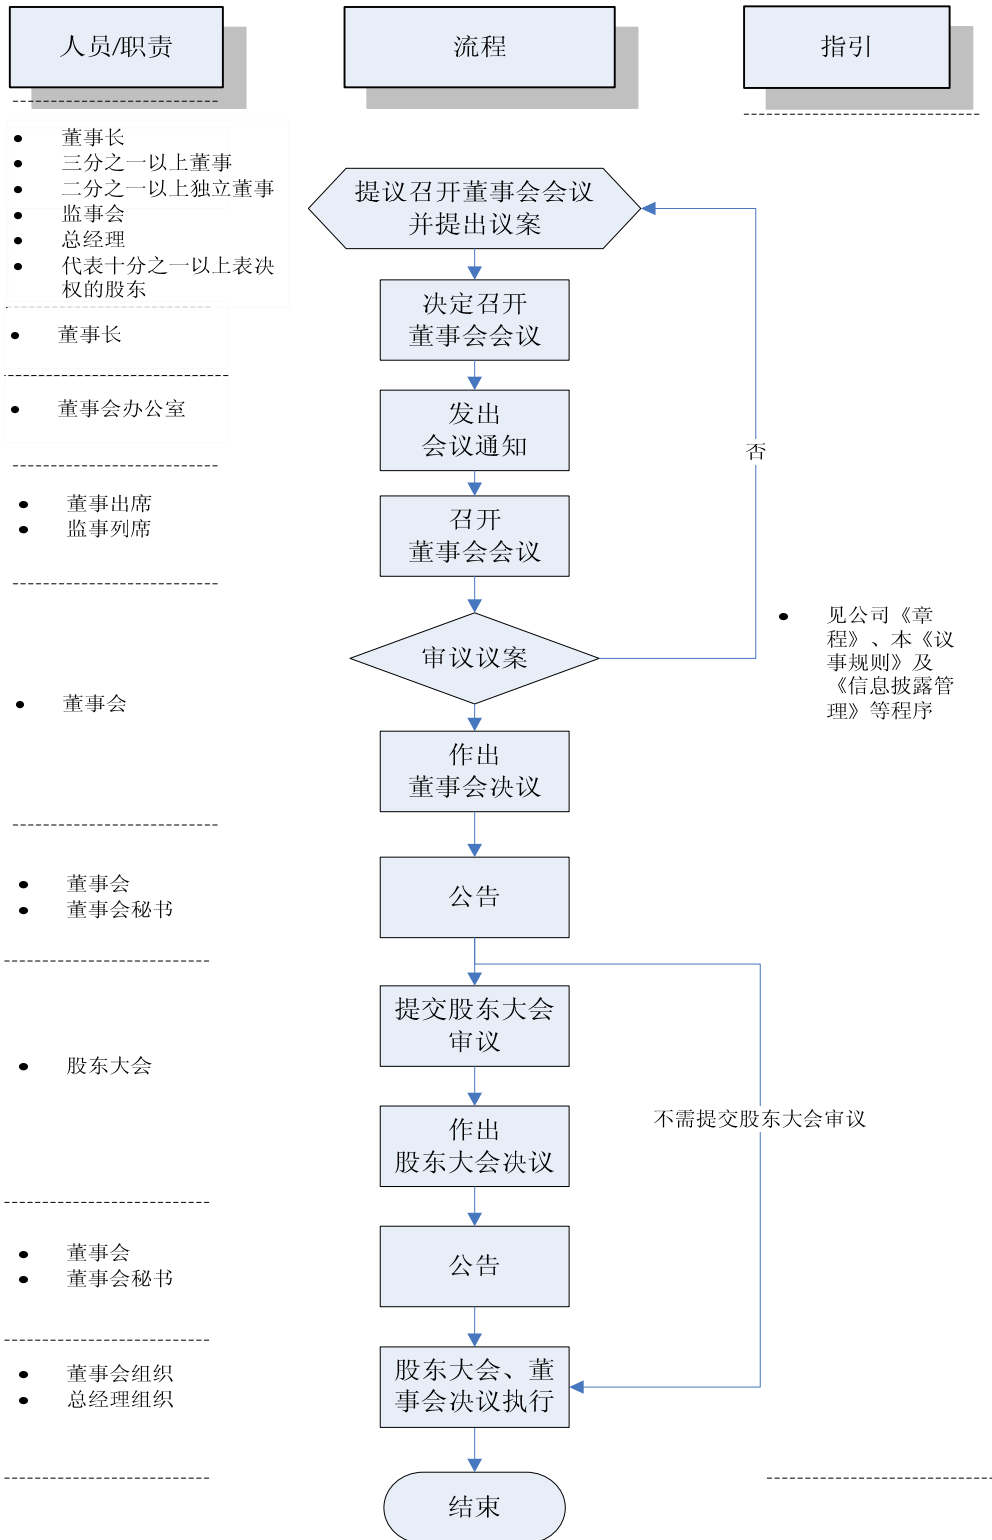 人员/职责
流程
指引
董事长
三分之一以上董事
二分之一以上独立董事
监事会
总经理
代表十分之一以上表决
权的股东
提议召开董事会会议
并提出议案
董事长
决定召开
董事会会议
董事会办公室
发出
会议通知
否
董事出席
监事列席
召开
董事会会议
董事会
审议议案
见公司《章
程》、本《议
事规则》及
《信息披露管
理》等程序
作出
董事会决议
董事会
董事会秘书
公告
股东大会
提交股东大会
审议
不需提交股东大会审议
作出
股东大会决议
董事会
董事会秘书
公告
董事会组织
总经理组织
股东大会、董
事会决议执行
结束